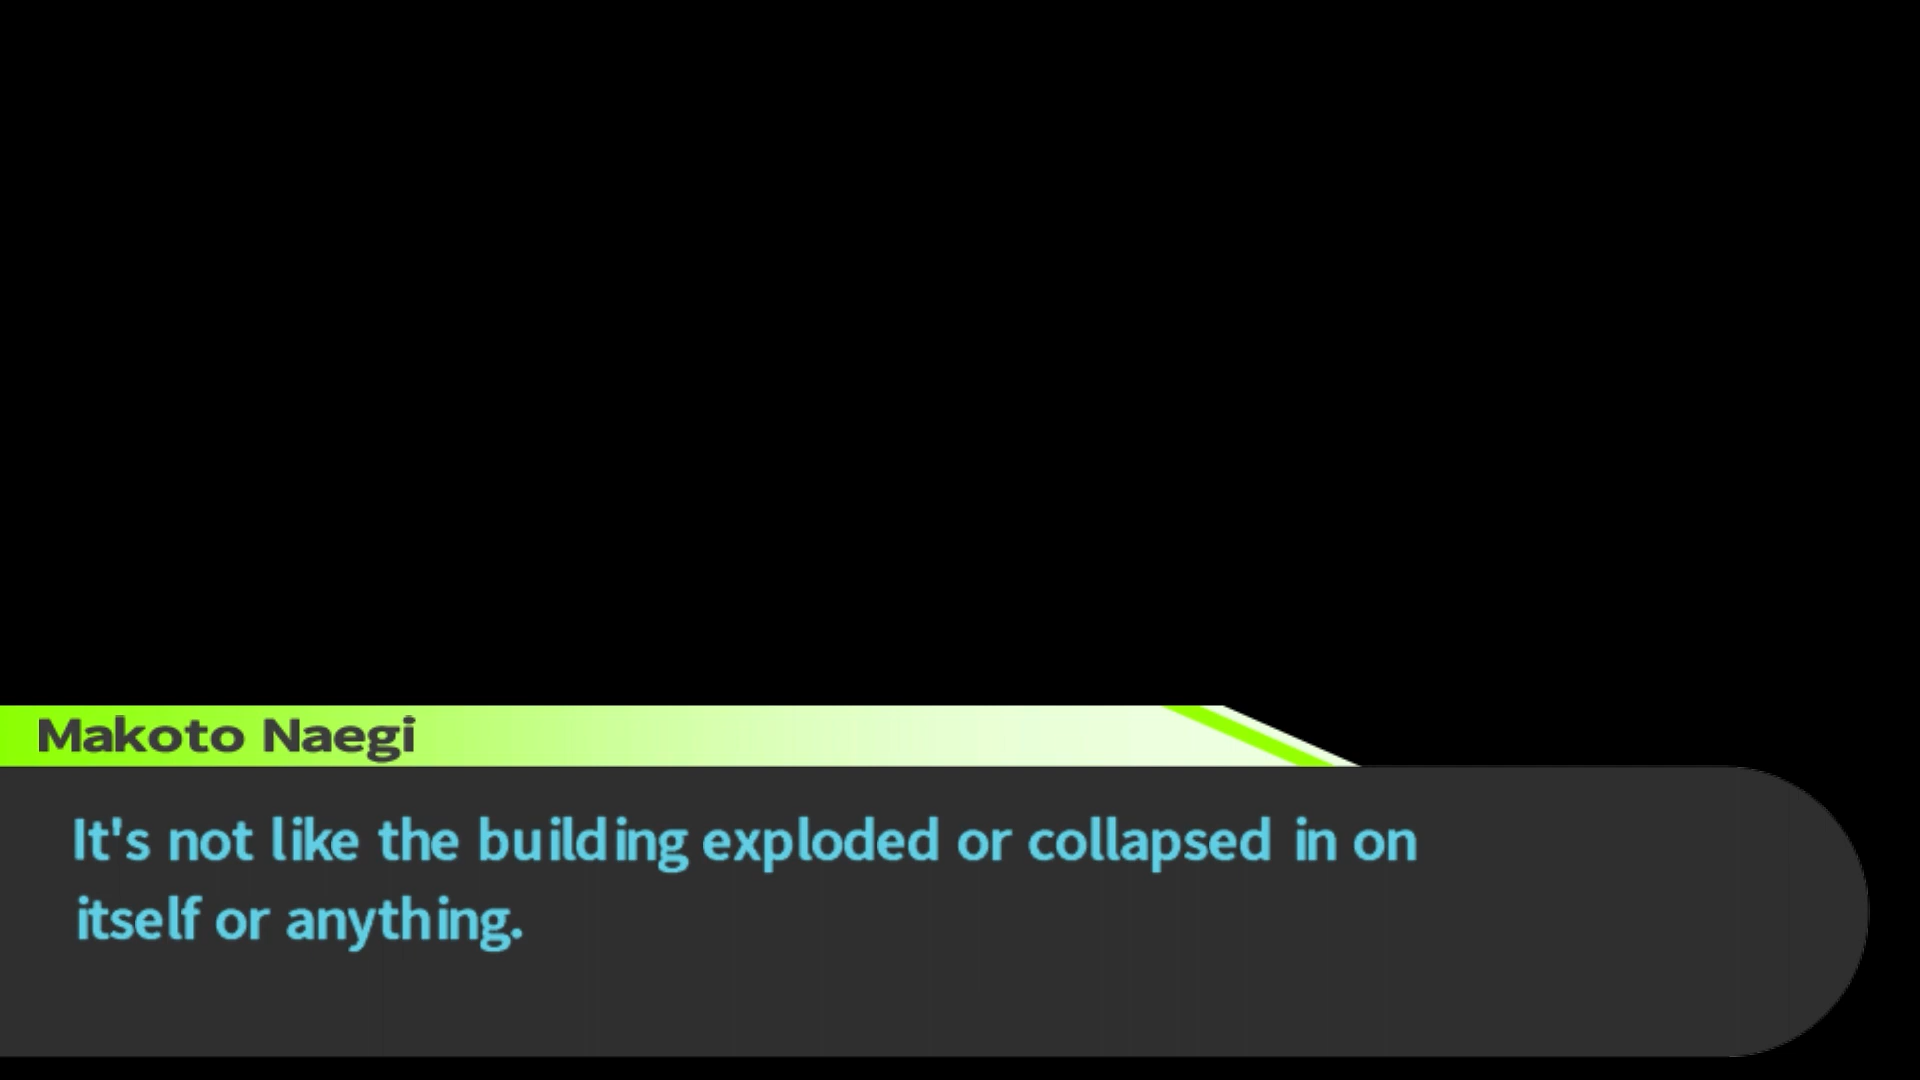 Makoto Naegi
It's not like the building exploded or collapsed in on
itself or anything.